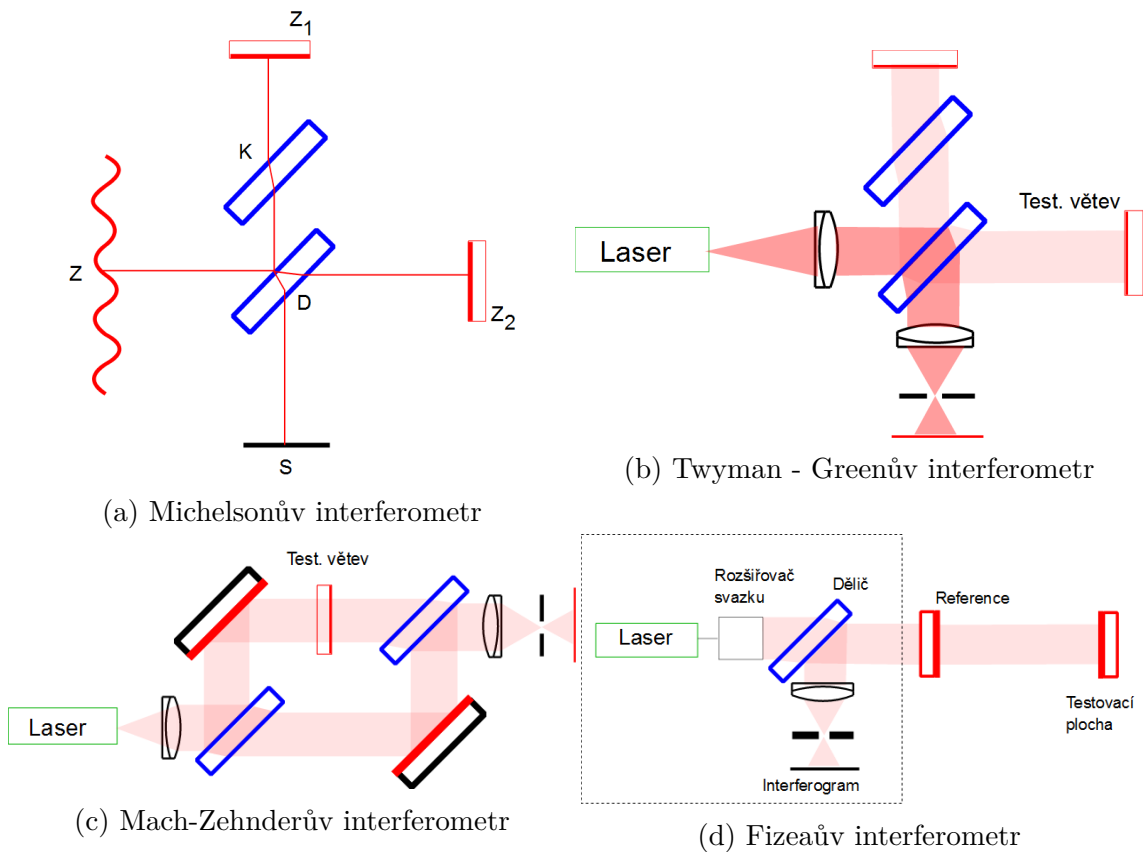 Z₁
K
Z
D
Z₂
S
(a) Michelsonův interferometr
Laser
Test. větev
(b) Twyman - Greenův interferometr
Test. větev
Laser
(c) Mach-Zehnderův interferometr
Rozšiřovač
svazku
Dělič
Reference
Laser
Testovací
plocha
Interferogram
(d) Fizeaův interferometr